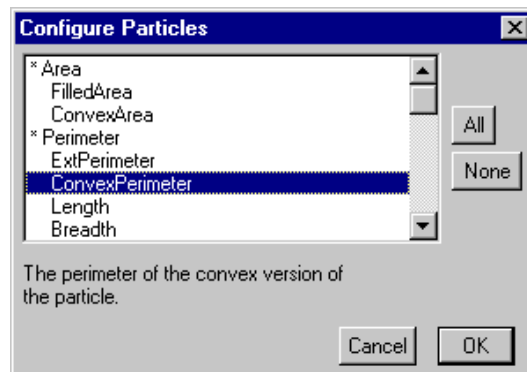 Configure Particles
* Area
FilledArea
ConvexArea
* Perimeter
ExtPerimeter
ConvexPerimeter
Length
Breadth
All
None
The perimeter of the convex version of
the particle.
Cancel
OK